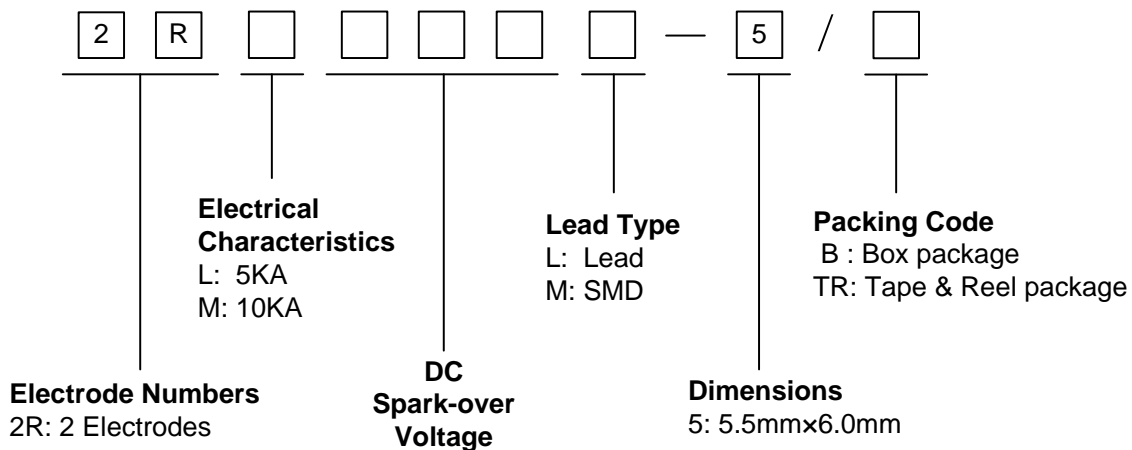 2 R — 5 /
Electrical
Characteristics
L: 5KA
M: 10KA
Lead Type
L: Lead
M: SMD
Packing Code
B : Box package
TR: Tape & Reel package
Electrode Numbers
2R: 2 Electrodes
DC
Spark-over
Voltage
Dimensions
5: 5.5mm×6.0mm